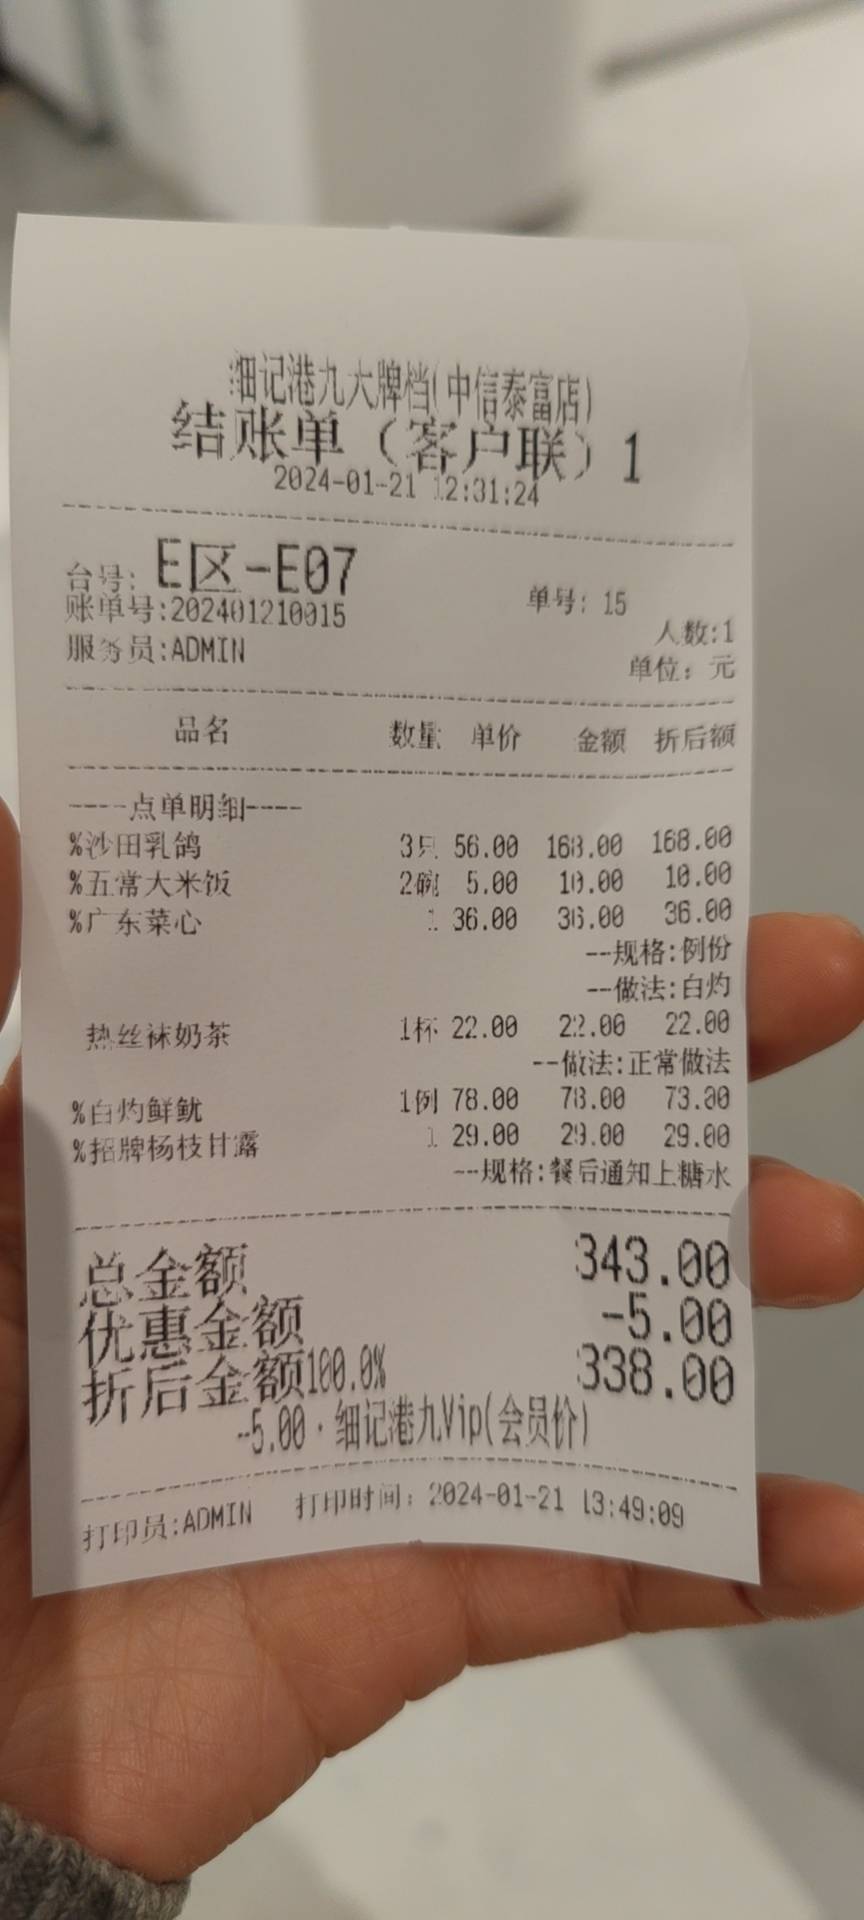 细记港九大牌档(中信泰富店)
结账单（客户联）1
2024-01-21 12:31:24
台号: E区-E07
单号: 15
账单号:202401210015
人数:1
服务员:ADMIN
单位: 元
品名 数量 单价 金额 折后额
----点单明细----
%沙田乳鸽 3只 56.00 168.00 168.00
%五常大米饭 2碗 5.00 10.00 10.00
%广东菜心 1 36.00 36.00 36.00
--规格:例份
--做法:白灼
热丝袜奶茶 1杯 22.00 22.00 22.00
--做法:正常做法
%白灼鲜鱿 1例 78.00 78.00 73.00
%招牌杨枝甘露 1 29.00 29.00 29.00
--规格:餐后通知上糖水
总金额 343.00
优惠金额 -5.00
折后金额100.0% 338.00
-5.00·细记港九Vip(会员价)
打印员:ADMIN 打印时间: 2024-01-21 13:49:09